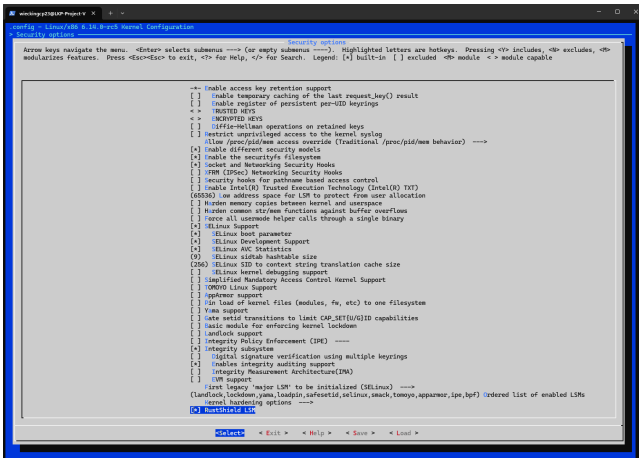 wieckingcp23@LKP-Project-V
.config - Linux/x86 6.14.0-rc5 Kernel Configuration
> Security options
Security options
Arrow keys navigate the menu.  <Enter> selects submenus ---> (or empty submenus ----).  Highlighted letters are hotkeys.  Pressing <Y> includes, <N> excludes, <M>
modularizes features.  Press <Esc><Esc> to exit, <?> for Help, </> for Search.  Legend: [*] built-in  [ ] excluded  <M> module  < > module capable
-*- Enable access key retention support
[ ]   Enable temporary caching of the last request_key() result
[ ]   Enable register of persistent per-UID keyrings
< >   TRUSTED KEYS
< >   ENCRYPTED KEYS
[ ]   Diffie-Hellman operations on retained keys
[ ] Restrict unprivileged access to the kernel syslog
Allow /proc/pid/mem access override (Traditional /proc/pid/mem behavior)  --->
[*] Enable different security models
[*] Enable the securityfs filesystem
[*] Socket and Networking Security Hooks
[ ] XFRM (IPSec) Networking Security Hooks
[ ] Security hooks for pathname based access control
[ ] Enable Intel(R) Trusted Execution Technology (Intel(R) TXT)
(65536) Low address space for LSM to protect from user allocation
[ ] Harden memory copies between kernel and userspace
[ ] Harden common str/mem functions against buffer overflows
[ ] Force all usermode helper calls through a single binary
[*] SELinux Support
[*]   SELinux boot parameter
[*]   SELinux Development Support
[*]   SELinux AVC Statistics
(9)   SELinux sidtab hashtable size
(256) SELinux SID to context string translation cache size
[ ]   SELinux kernel debugging support
[ ] Simplified Mandatory Access Control Kernel Support
[ ] TOMOYO Linux Support
[ ] AppArmor support
[ ] Pin load of kernel files (modules, fw, etc) to one filesystem
[ ] Yama support
[ ] Gate setid transitions to limit CAP_SET{U/G}ID capabilities
[ ] Basic module for enforcing kernel lockdown
[ ] Landlock support
[ ] Integrity Policy Enforcement (IPE)  ----
[*] Integrity subsystem
[ ]   Digital signature verification using multiple keyrings
[*]   Enables integrity auditing support
[ ]   Integrity Measurement Architecture(IMA)
[ ]   EVM support
First legacy 'major LSM' to be initialized (SELinux)  --->
(landlock,lockdown,yama,loadpin,safesetid,selinux,smack,tomoyo,apparmor,ipe,bpf) Ordered list of enabled LSMs
Kernel hardening options  --->
[*] RustShield LSM
<Select>    < Exit >    < Help >    < Save >    < Load >